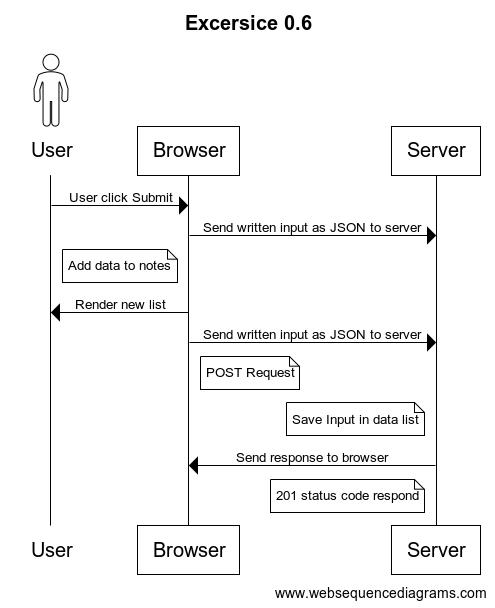 Excersice 0.6
User
Browser
Server
User click Submit
Send written input as JSON to server
Add data to notes
Render new list
Send written input as JSON to server
POST Request
Save Input in data list
Send response to browser
201 status code respond
User
Browser
Server
www.websequencediagrams.com